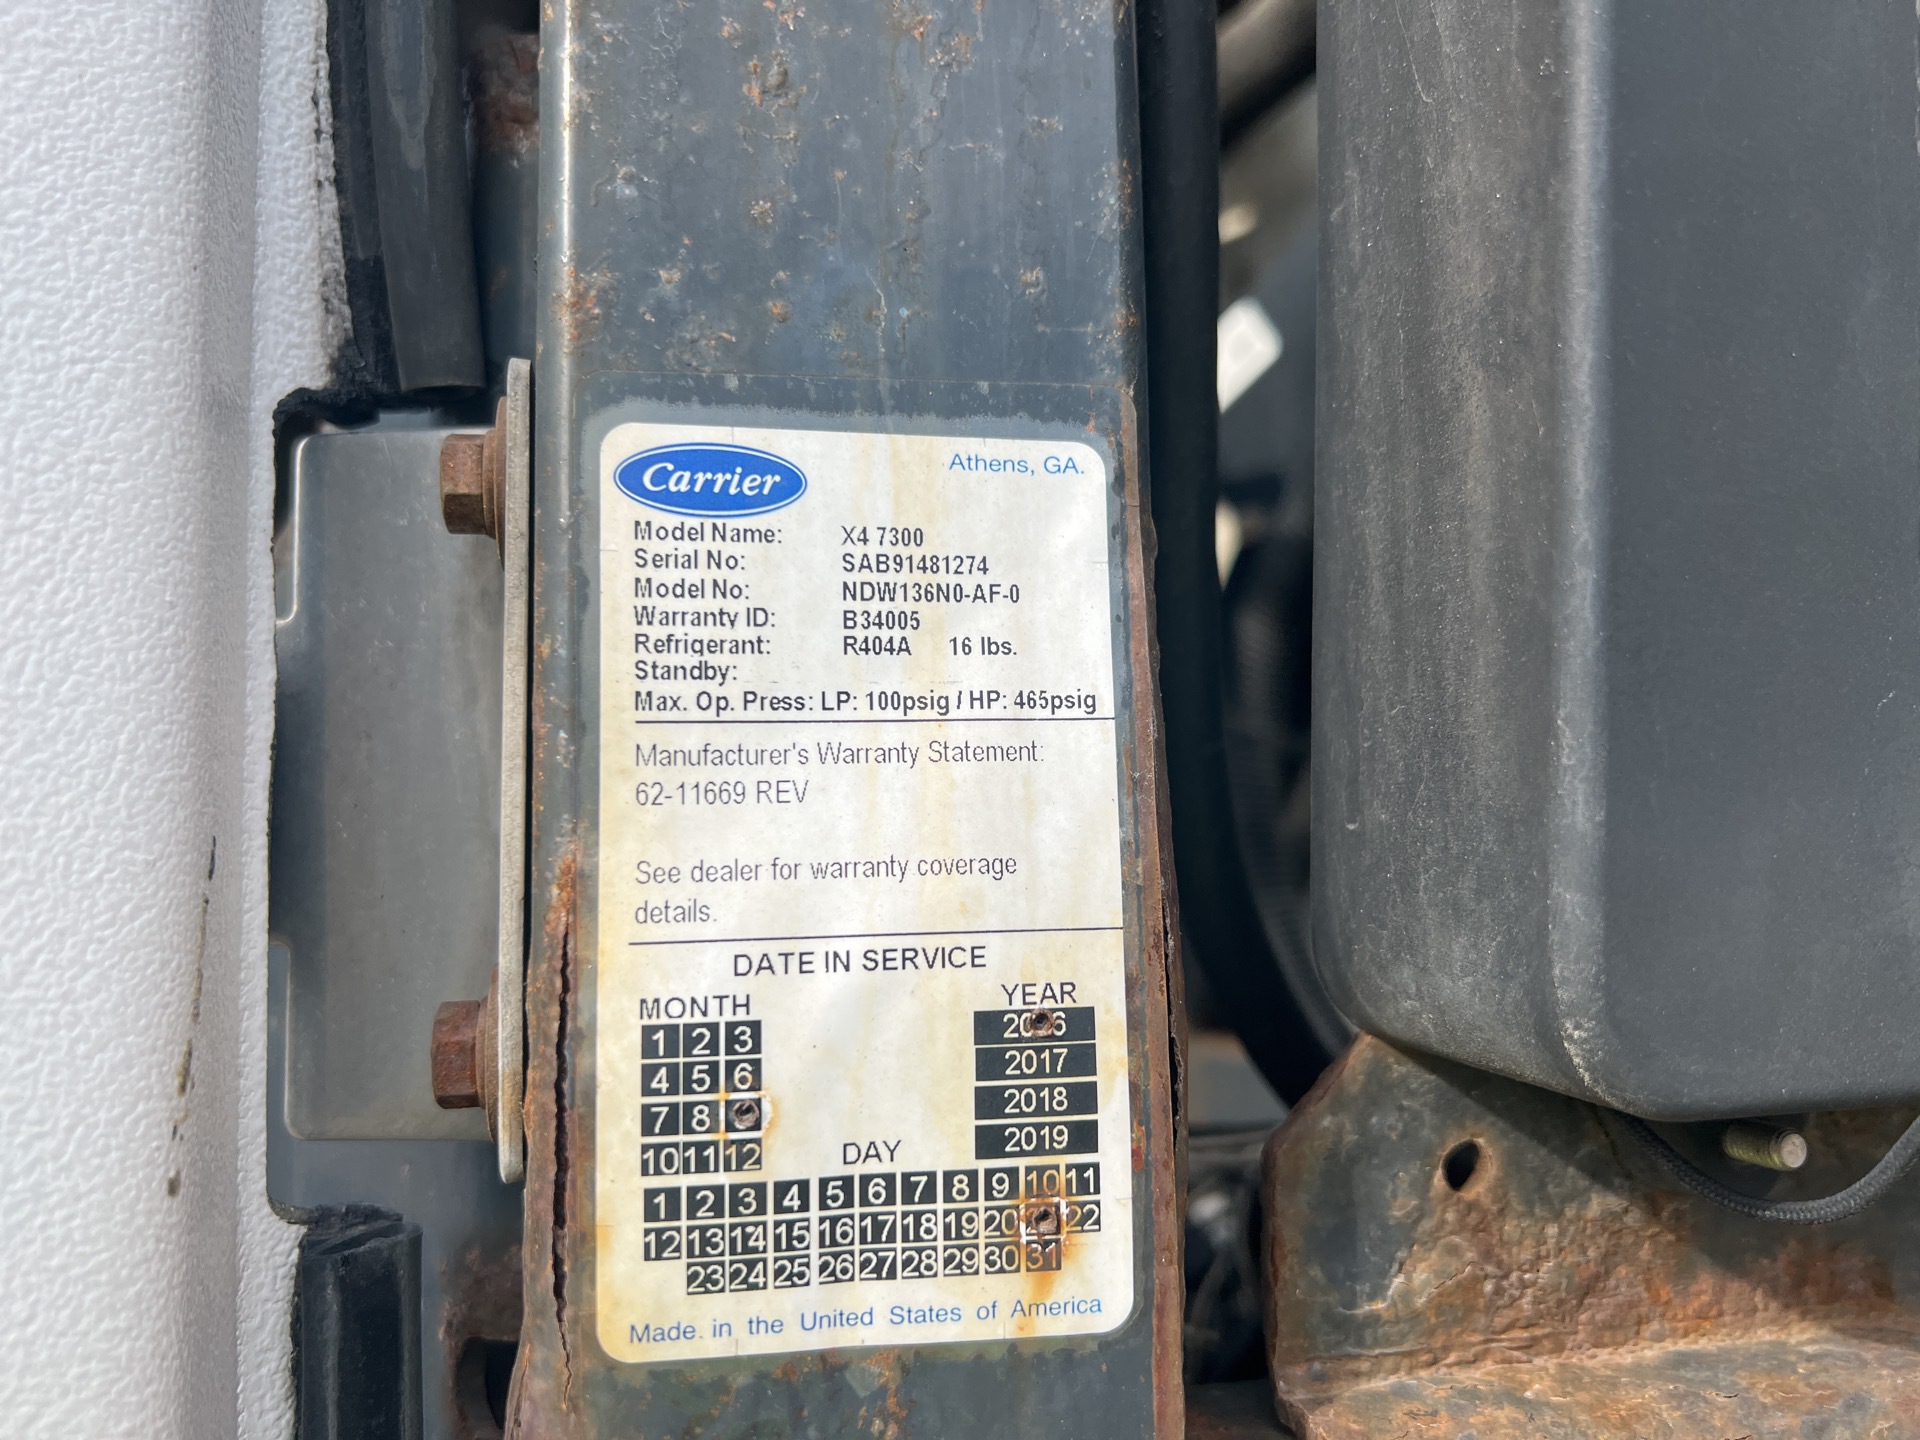 Carrier
Athens, GA.
Model Name: X4 7300
Serial No: SAB91481274
Model No: NDW136N0-AF-0
Warranty ID: B34005
Refrigerant: R404A 16 lbs.
Standby:
Max. Op. Press: LP: 100psig / HP: 465psig
Manufacturer's Warranty Statement:
62-11669 REV
See dealer for warranty coverage
details.
DATE IN SERVICE
MONTH YEAR
1 2 3
4 5 6
7 8
10 11 12
2017
2018
2019
DAY
1 2 3 4 5 6 7 8 9 10 11
12 13 14 15 16 17 18 19 20 22
23 24 25 26 27 28 29 30 31
Made in the United States of America